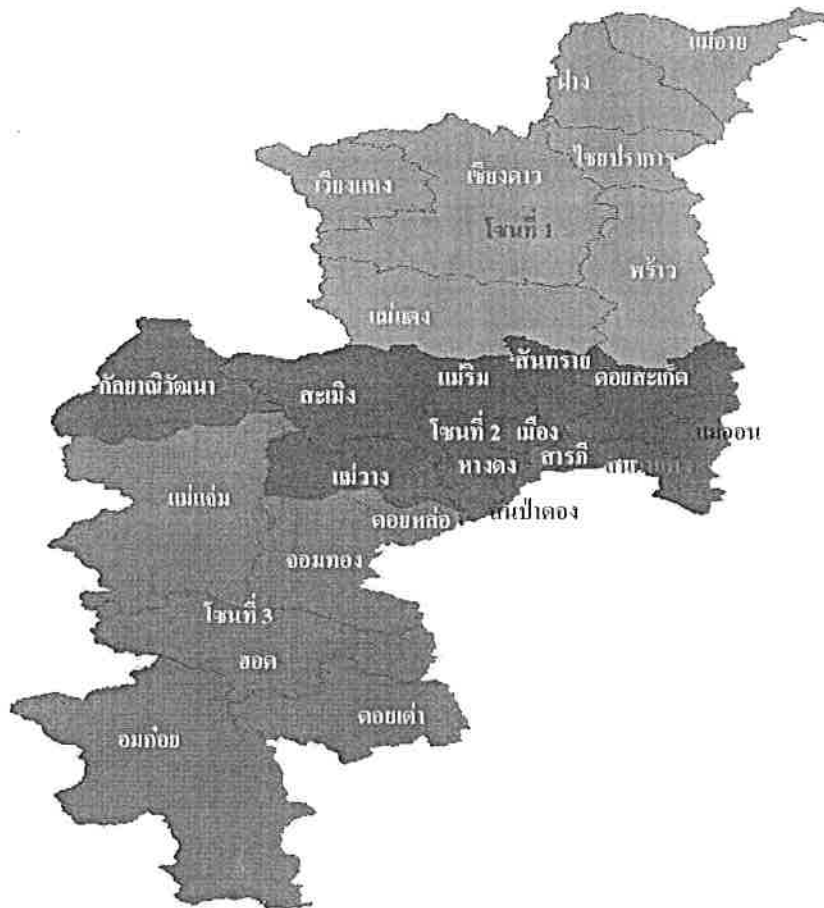 แม่อาย
ฝาง
ไชยปราการ
เวียงแหง
เชียงดาว
โซนที่ 1
พร้าว
แม่แตง
สันทราย
กัลยาณิวัฒนา
สะเมิง
แม่ริม
ดอยสะเก็ด
โซนที่ 2 เมือง
แม่ออน
แม่วาง
หางดง
สารภี
แม่แจ่ม
ดอยหล่อ
สันป่าตอง
จอมทอง
โซนที่ 3
ฮอด
ดอยเต่า
อมก๋อย